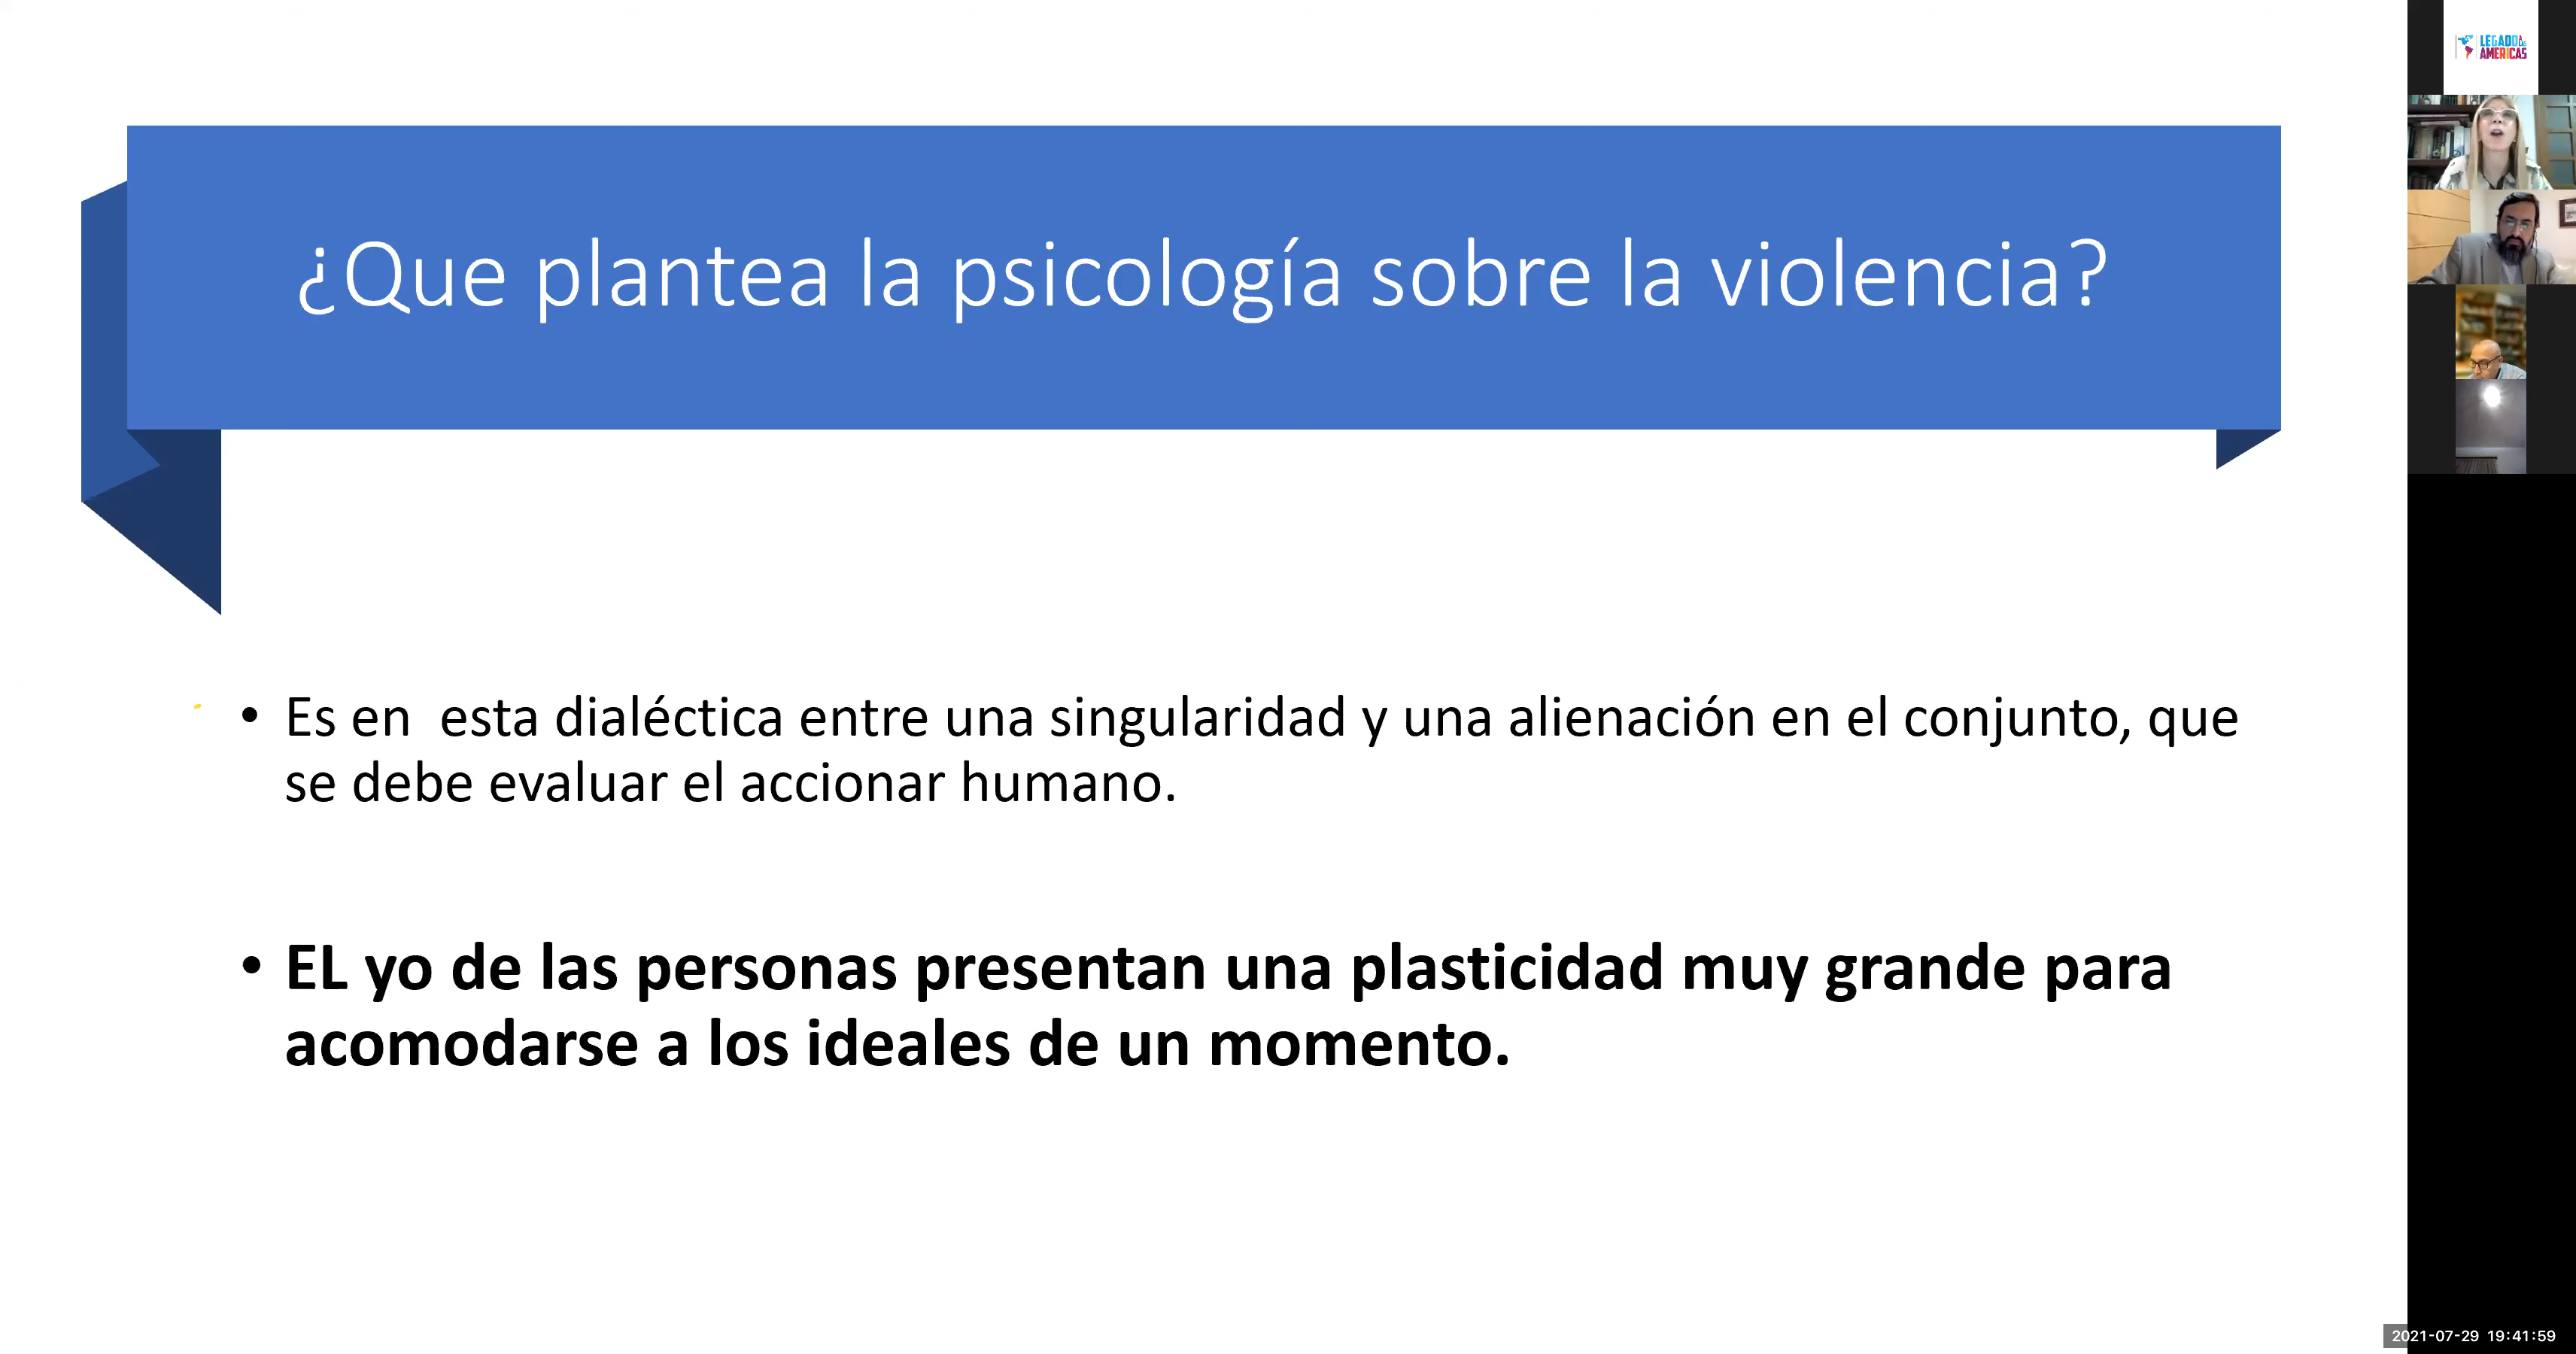 ¿Que plantea la psicología sobre la violencia?
• Es en  esta dialéctica entre una singularidad y una alienación en el conjunto, que
se debe evaluar el accionar humano.
• EL yo de las personas presentan una plasticidad muy grande para
acomodarse a los ideales de un momento.
LEGADO A LAS
AMERICAS
2021-07-29 19:41:59